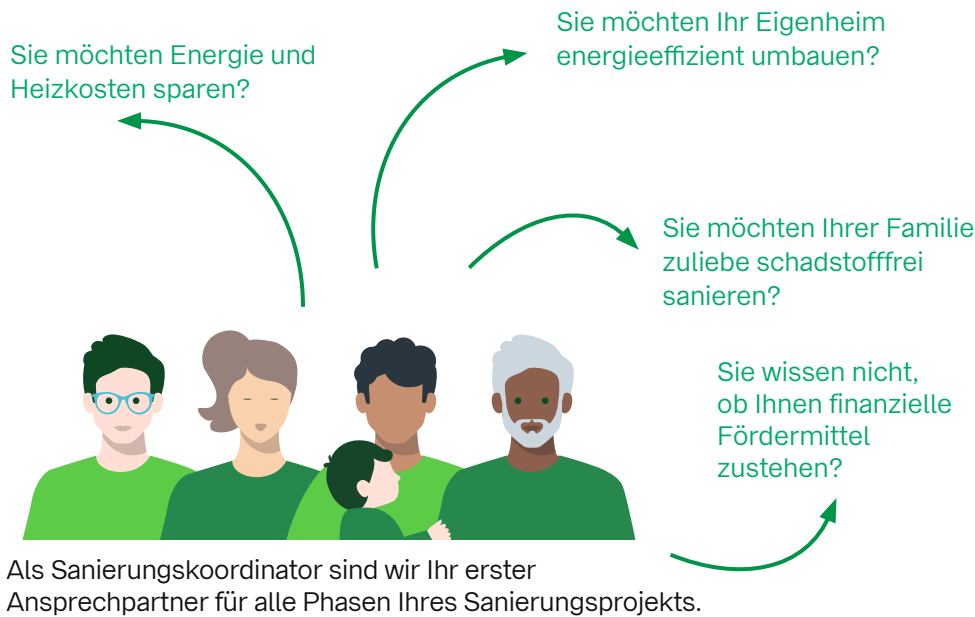 Sie möchten Energie und
Heizkosten sparen?
Sie möchten Ihr Eigenheim
energieeffizient umbauen?
Sie möchten Ihrer Familie
zuliebe schadstofffrei
sanieren?
Sie wissen nicht,
ob Ihnen finanzielle
Fördermittel
zustehen?
Als Sanierungskoordinator sind wir Ihr erster
Ansprechpartner für alle Phasen Ihres Sanierungsprojekts.